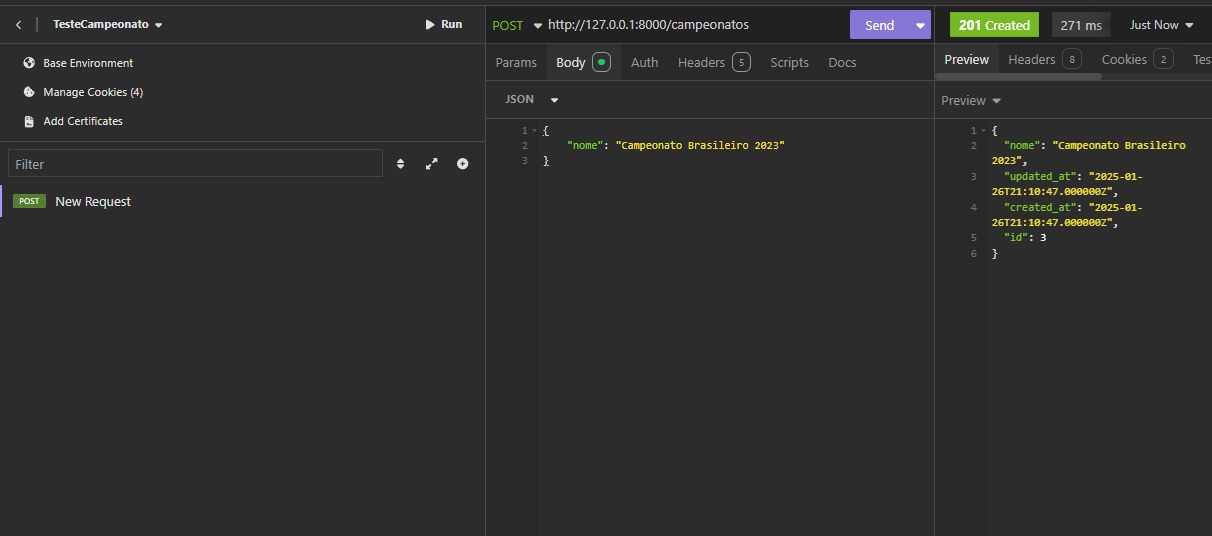 TesteCampeonato
Run
Base Environment
Manage Cookies (4)
Add Certificates
Filter
POST New Request
POST http://127.0.0.1:8000/campeonatos Send
Params Body Auth Headers 5 Scripts Docs
JSON
1 {
2 "nome": "Campeonato Brasileiro 2023"
3 }
201 Created 271 ms Just Now
Preview Headers 8 Cookies 2 Tes
Preview
1 {
2 "nome": "Campeonato Brasileiro
2023",
3 "updated_at": "2025-01-
26T21:10:47.000000Z",
4 "created_at": "2025-01-
26T21:10:47.000000Z",
5 "id": 3
6 }